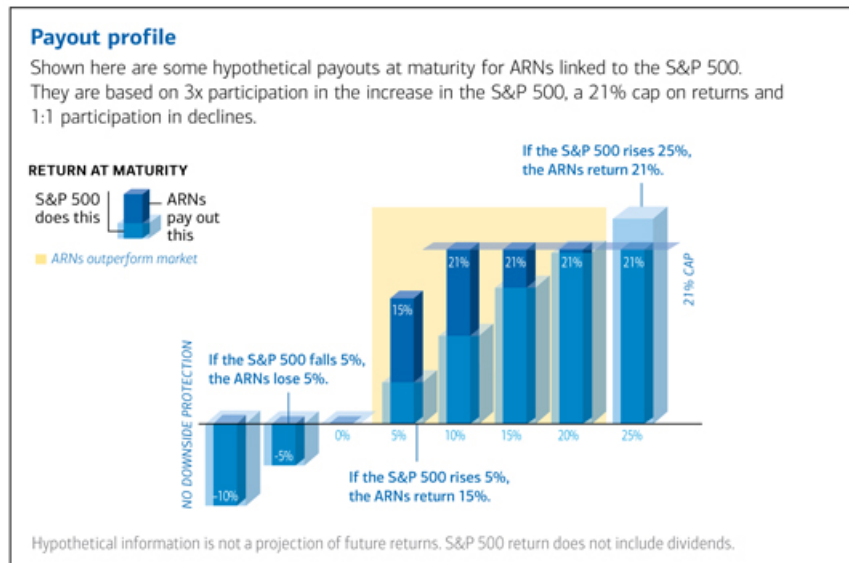 Payout profile
Shown here are some hypothetical payouts at maturity for ARNs linked to the S&P 500.
They are based on 3x participation in the increase in the S&P 500, a 21% cap on returns and
1:1 participation in declines.
If the S&P 500 rises 25%,
the ARNs return 21%.
RETURN AT MATURITY
S&P 500
does this
ARNs
pay out
this
ARNs outperform market
21%
21%
21%
21%
21% CAP
15%
If the S&P 500 falls 5%,
the ARNs lose 5%.
NO DOWNSIDE PROTECTION
0%
5%
10%
15%
20%
25%
-5%
-10%
If the S&P 500 rises 5%,
the ARNs return 15%.
Hypothetical information is not a projection of future returns. S&P 500 return does not include dividends.